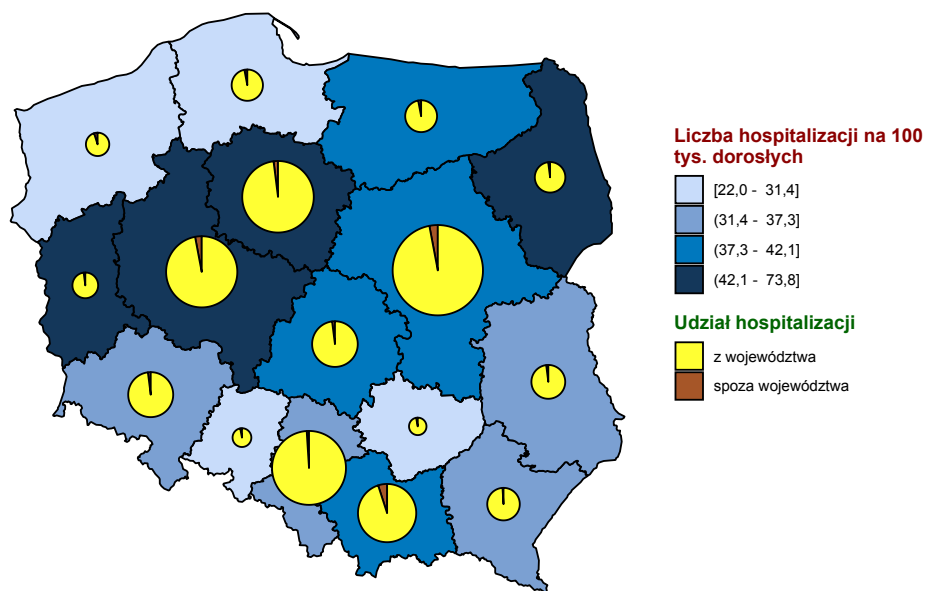 Liczba hospitalizacji na 100
tys. dorosłych
[22,0 - 31,4]
(31,4 - 37,3]
(37,3 - 42,1]
(42,1 - 73,8]
Udział hospitalizacji
z województwa
spoza województwa